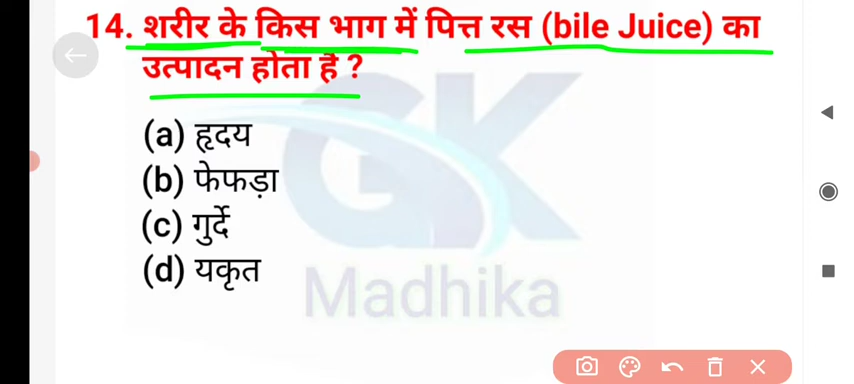 14. शरीर के किस भाग में पित्त रस (bile Juice) का
उत्पादन होता है ?
(a) हृदय
(b) फेफड़ा
(c) गुर्दे
(d) यकृत
GK
Madhika